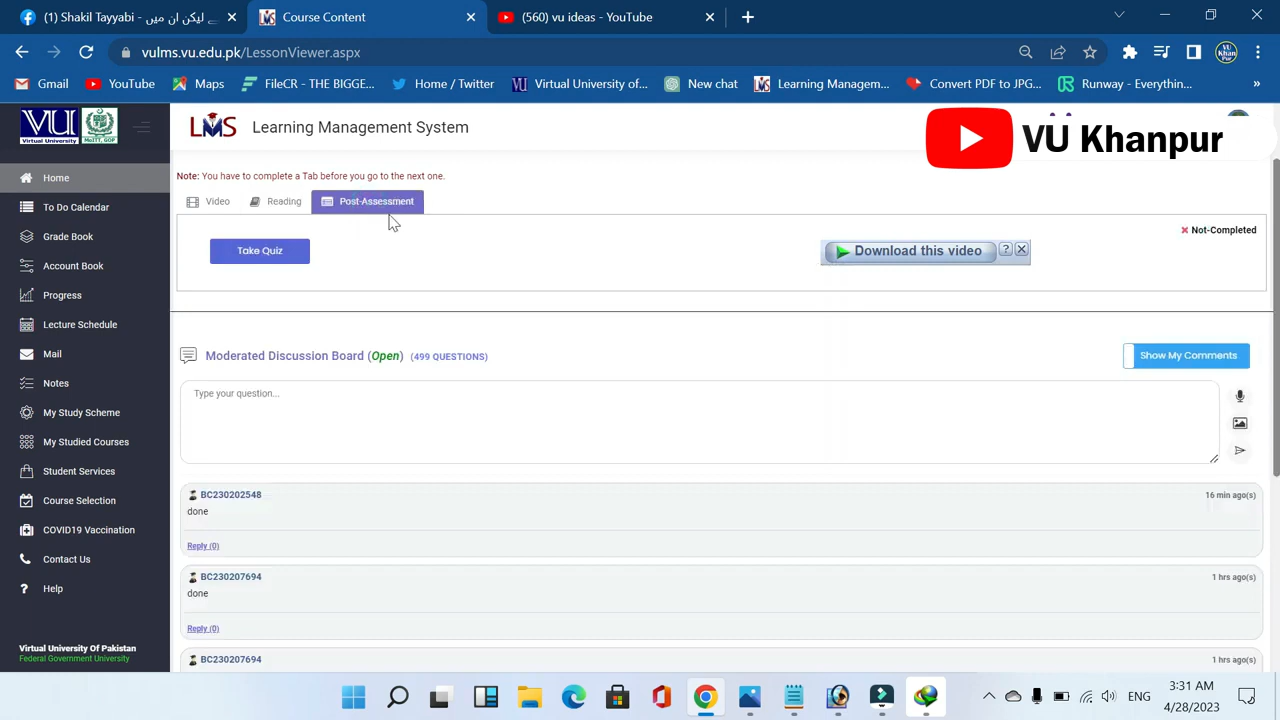 (1) Shakil Tayyabi - ے لیکن ان میں
Course Content
(560) vu ideas - YouTube
vulms.vu.edu.pk/LessonViewer.aspx
Gmail
YouTube
Maps
FileCR - THE BIGGE...
Home / Twitter
Virtual University of...
New chat
Learning Managem...
Convert PDF to JPG...
Runway - Everythin...
»
VU
Virtual University
MoITT, GOP
LMS
Learning Management System
VU Khanpur
Home
To Do Calendar
Grade Book
Account Book
Progress
Lecture Schedule
Mail
Notes
My Study Scheme
My Studied Courses
Student Services
Course Selection
COVID19 Vaccination
Contact Us
Help
Virtual University Of Pakistan
Federal Government University
Note: You have to complete a Tab before you go to the next one.
Video
Reading
Post-Assessment
Not-Completed
Take Quiz
Download this video
?
Moderated Discussion Board (Open) (499 QUESTIONS)
Show My Comments
Type your question...
BC230202548
16 min ago(s)
done
Reply (0)
BC230207694
1 hrs ago(s)
done
Reply (0)
BC230207694
1 hrs ago(s)
ENG
3:31 AM
4/28/2023